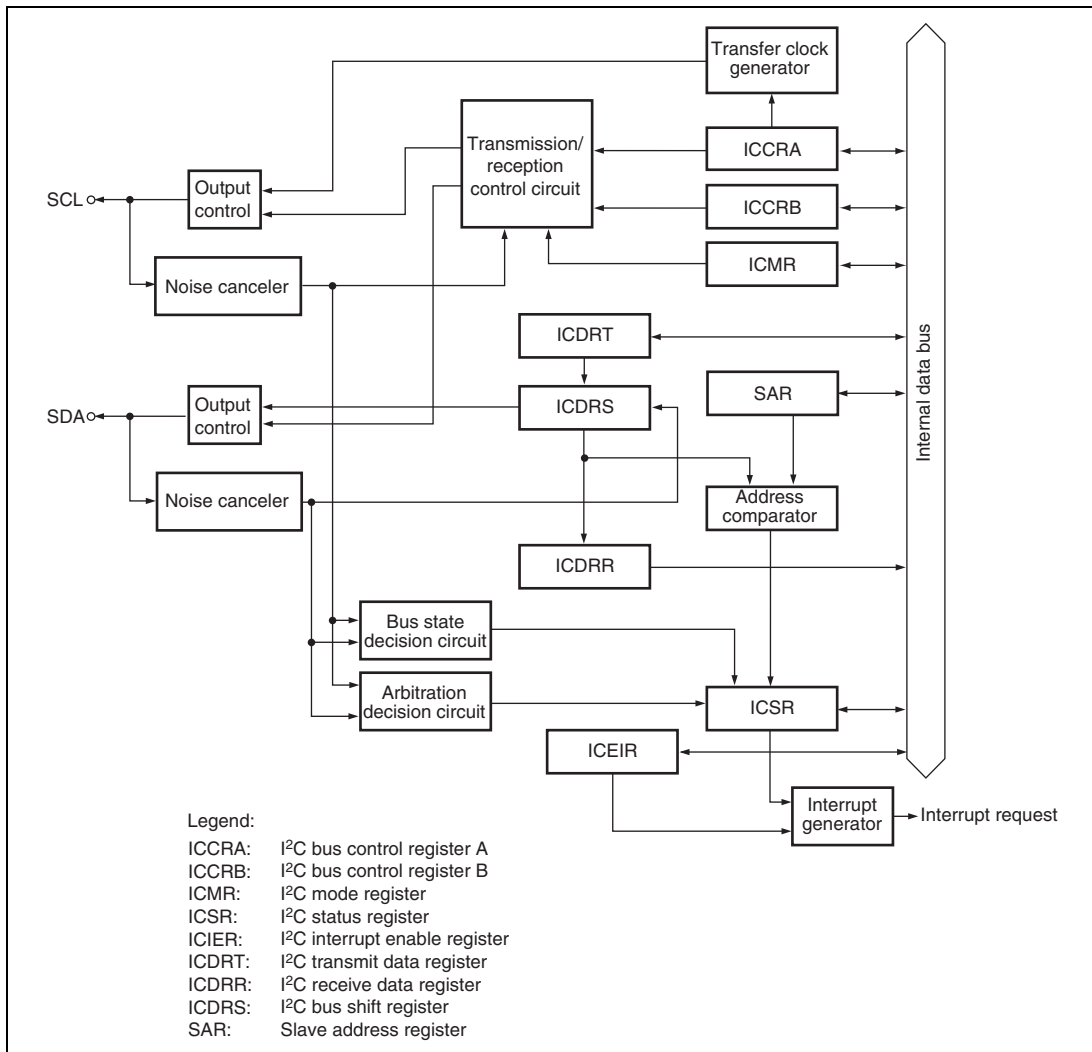 Transfer clock
generator
Transmission/
reception
control circuit
ICCRA
ICCRB
ICMR
SCL
Output
control
Noise canceler
ICDRT
ICDRS
SAR
SDA
Output
control
Noise canceler
Address
comparator
ICDRR
Internal data bus
Bus state
decision circuit
Arbitration
decision circuit
ICSR
ICEIR
Interrupt
generator
Interrupt request
Legend:
ICCRA: I²C bus control register A
ICCRB: I²C bus control register B
ICMR: I²C mode register
ICSR: I²C status register
ICIER: I²C interrupt enable register
ICDRT: I²C transmit data register
ICDRR: I²C receive data register
ICDRS: I²C bus shift register
SAR: Slave address register